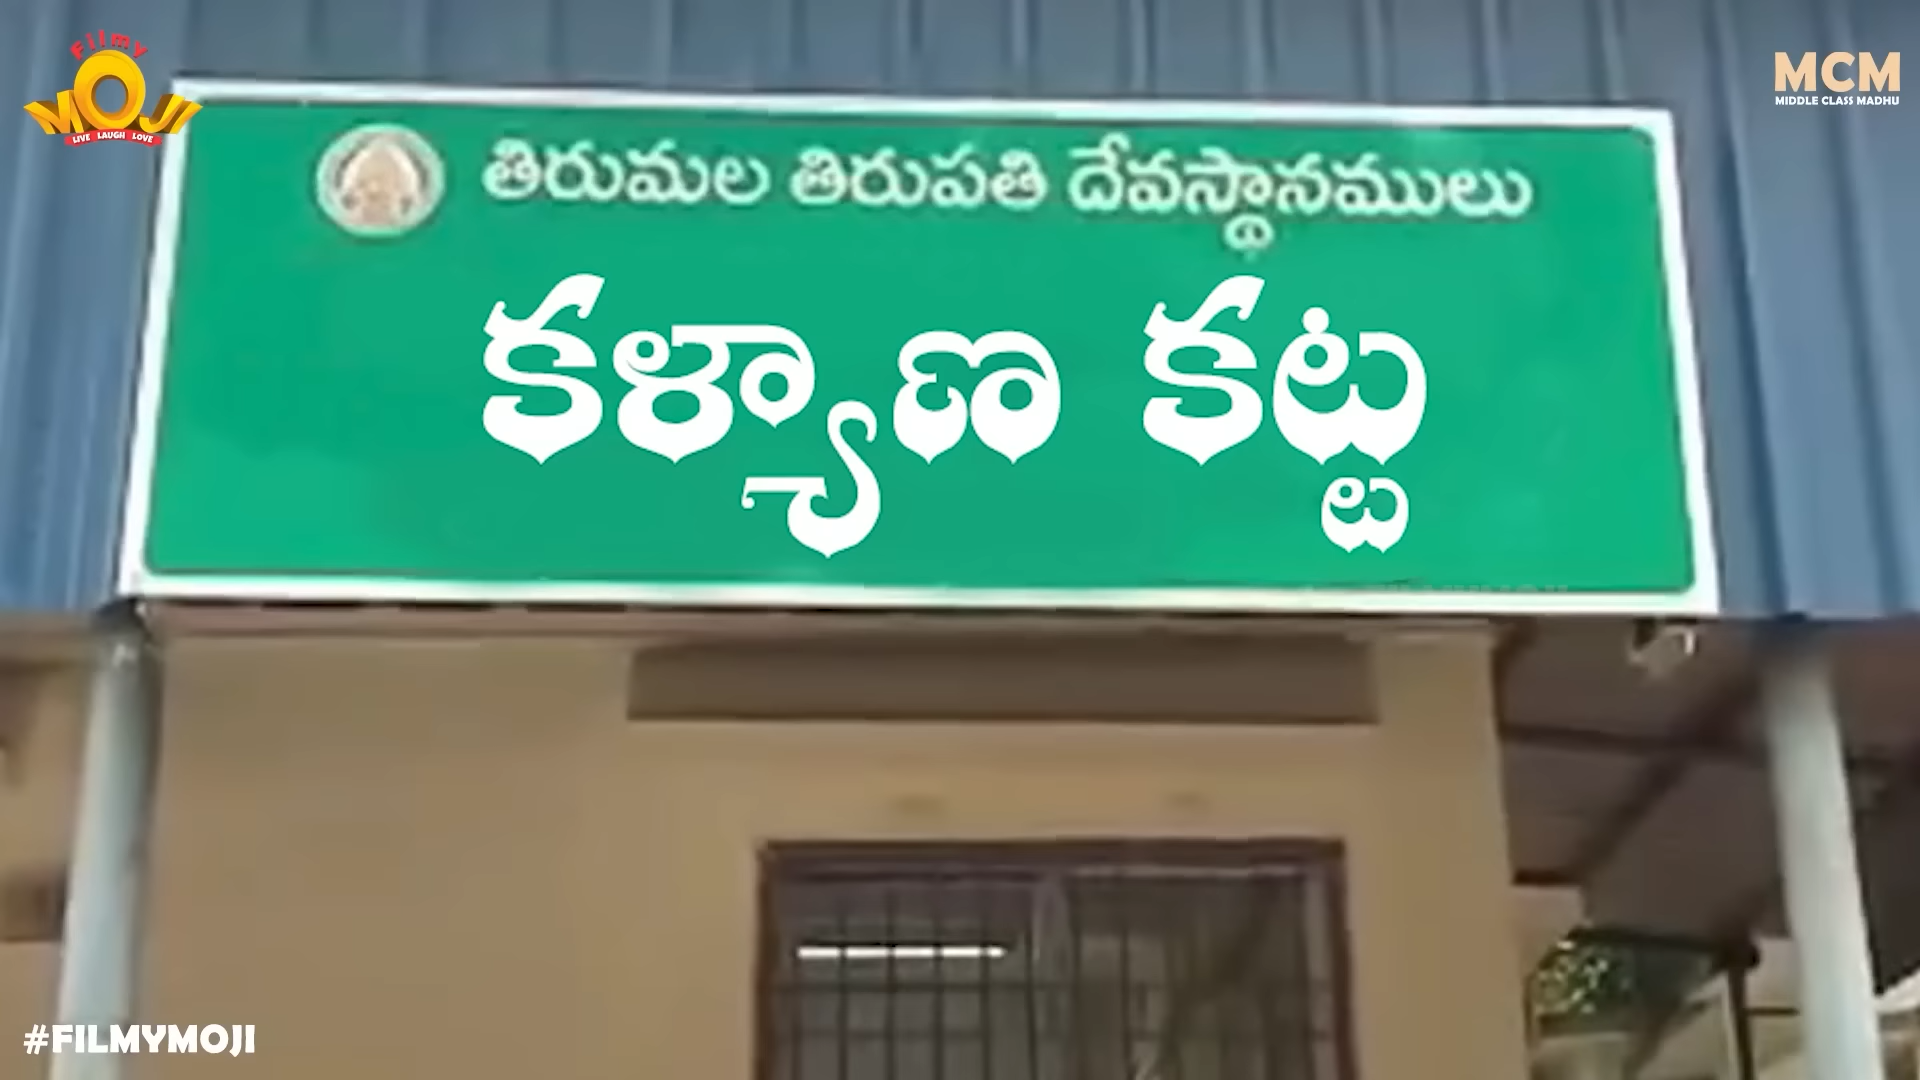 Filmy
MOJI
LIVE LAUGH LOVE
MCM
MIDDLE CLASS MADHU
తిరుమల తిరుపతి దేవస్థానములు
కళ్యాణ కట్ట
#FILMYMOJI